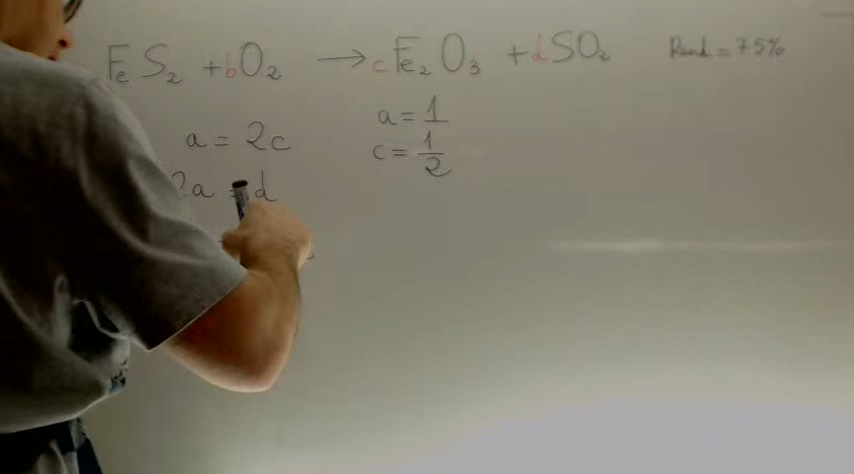 FeS₂ + bO₂ → cFe₂O₃ + dSO₂ Rend = 75%
a = 2c a = 1
c = 1/2
2a = d